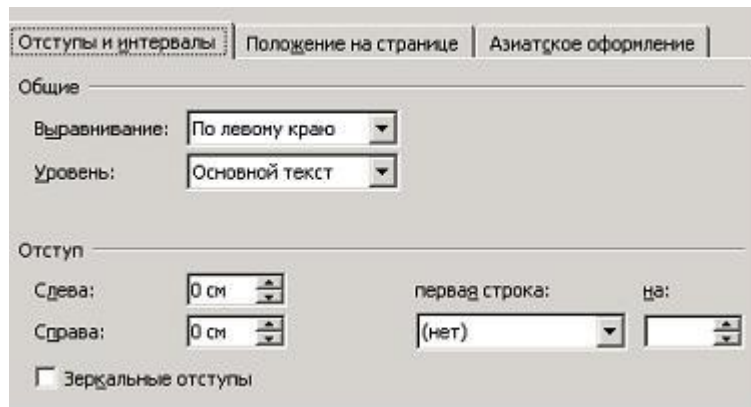 Отступы и интервалы Положение на странице Азиатское оформление
Общие
Выравнивание: По левому краю
Уровень: Основной текст
Отступ
Слева: 0 см первая строка: на:
Справа: 0 см (нет)
Зеркальные отступы